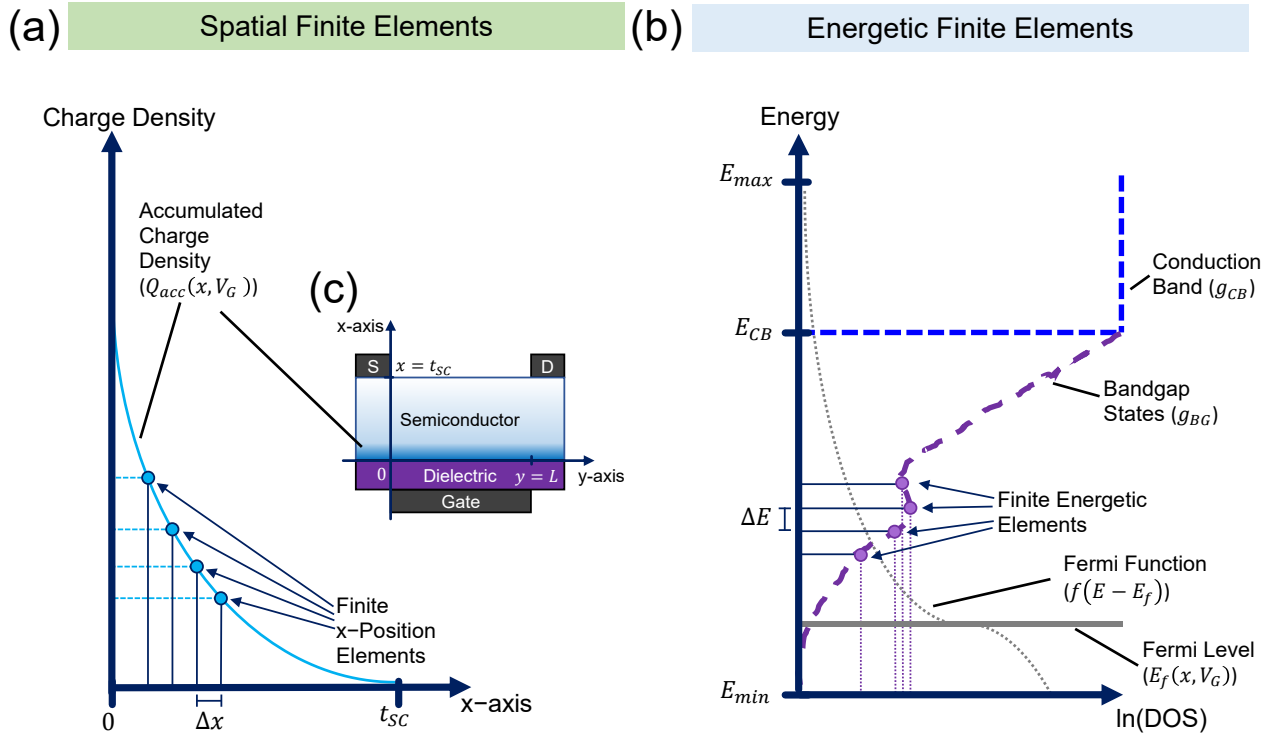 (a)
Spatial Finite Elements
Charge Density
Accumulated
Charge
Density
(Q_acc(x, V_G))
Finite
x−Position
Elements
0
Δx
t_SC
x−axis
(c)
x-axis
S
x = t_SC
D
Semiconductor
0
Dielectric
y = L
y-axis
Gate
(b)
Energetic Finite Elements
Energy
E_max
E_CB
ΔE
E_min
Conduction
Band (g_CB)
Bandgap
States (g_BG)
Finite Energetic
Elements
Fermi Function
(f(E − E_f))
Fermi Level
(E_f(x, V_G))
ln(DOS)